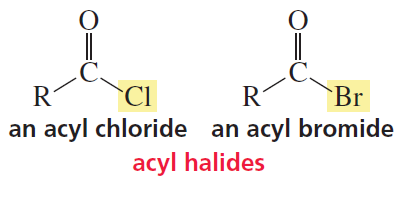 O O
C C
R Cl R Br
an acyl chloride an acyl bromide
acyl halides